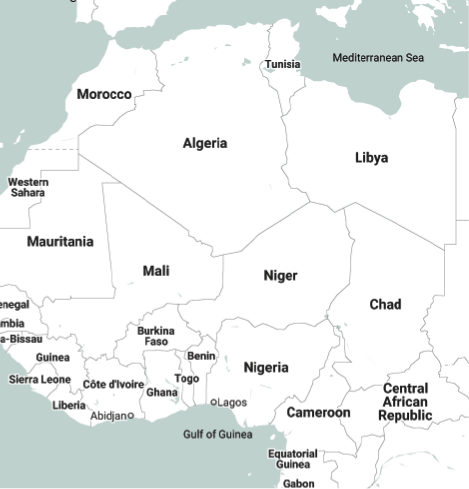 Mediterranean Sea
Tunisia
Morocco
Algeria
Libya
Western
Sahara
Mauritania
Mali
Niger
Chad
enegal
mbia
a-Bissau
Burkina
Faso
Guinea
Benin
Nigeria
Sierra Leone
Côte d'Ivoire
Togo
Ghana
Central
African
Republic
Liberia
Abidjan
Lagos
Cameroon
Gulf of Guinea
Equatorial
Guinea
Gabon